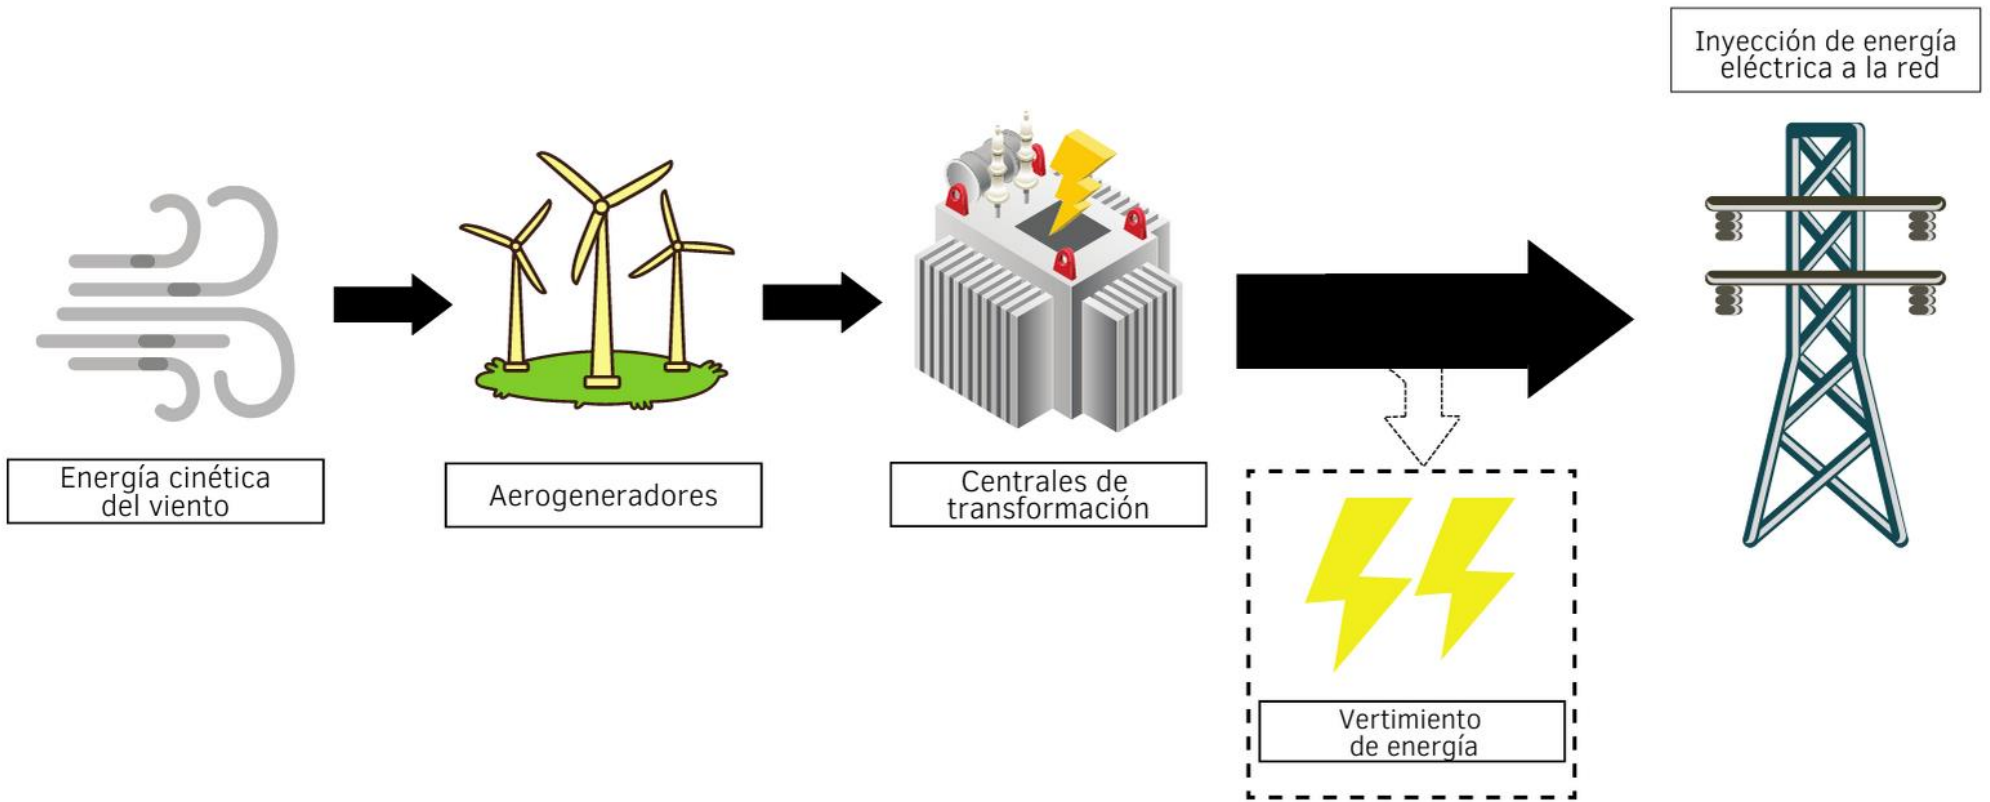 Inyección de energía
eléctrica a la red
Energía cinética
del viento
Aerogeneradores
Centrales de
transformación
Vertimiento
de energía